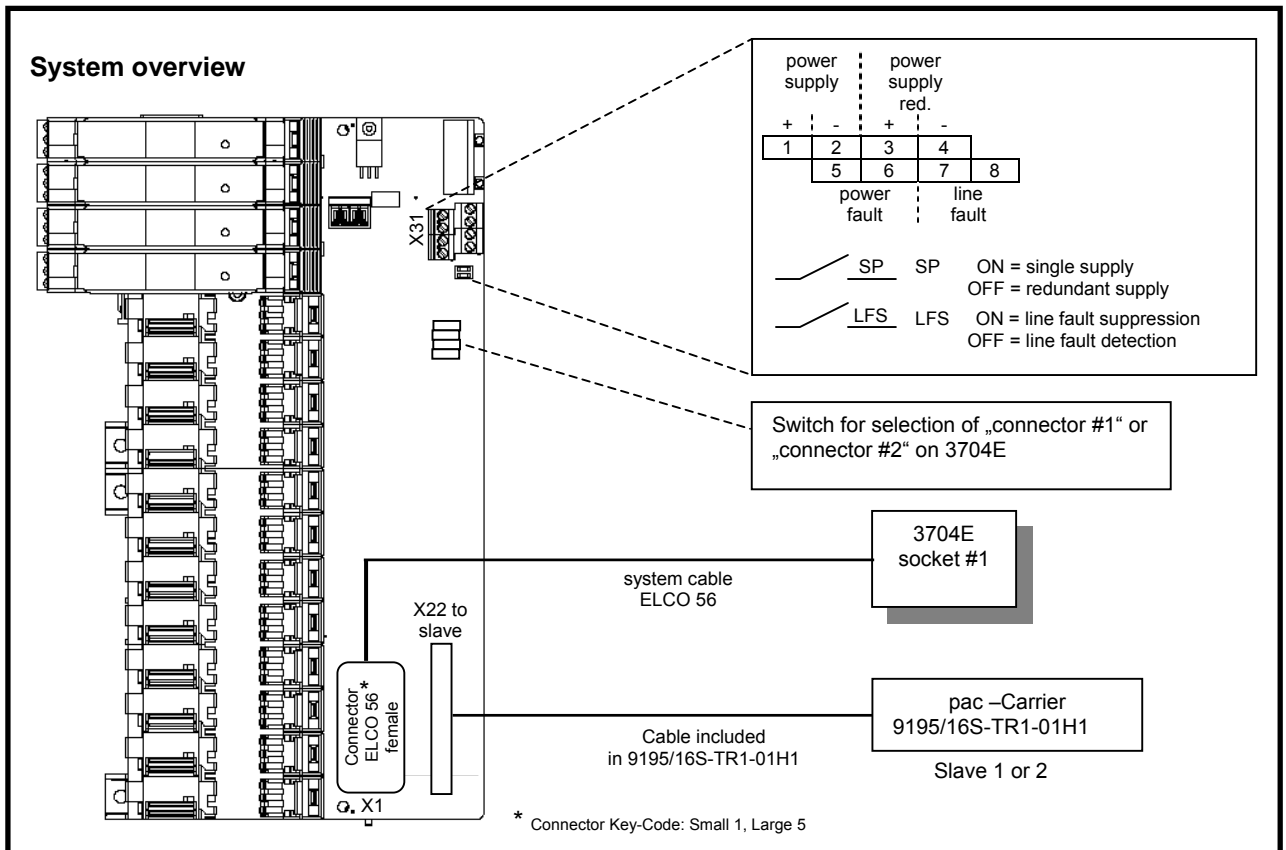 System overview
power supply
power supply red.
+ - + -
1 2 3 4
5 6 7 8
power fault
line fault
SP SP ON = single supply
OFF = redundant supply
LFS LFS ON = line fault suppression
OFF = line fault detection
X31
Switch for selection of „connector #1“ or
„connector #2“ on 3704E
3704E
socket #1
system cable
ELCO 56
X22 to
slave
Connector
ELCO 56 *
female
pac –Carrier
9195/16S-TR1-01H1
Cable included
in 9195/16S-TR1-01H1
Slave 1 or 2
X1
* Connector Key-Code: Small 1, Large 5